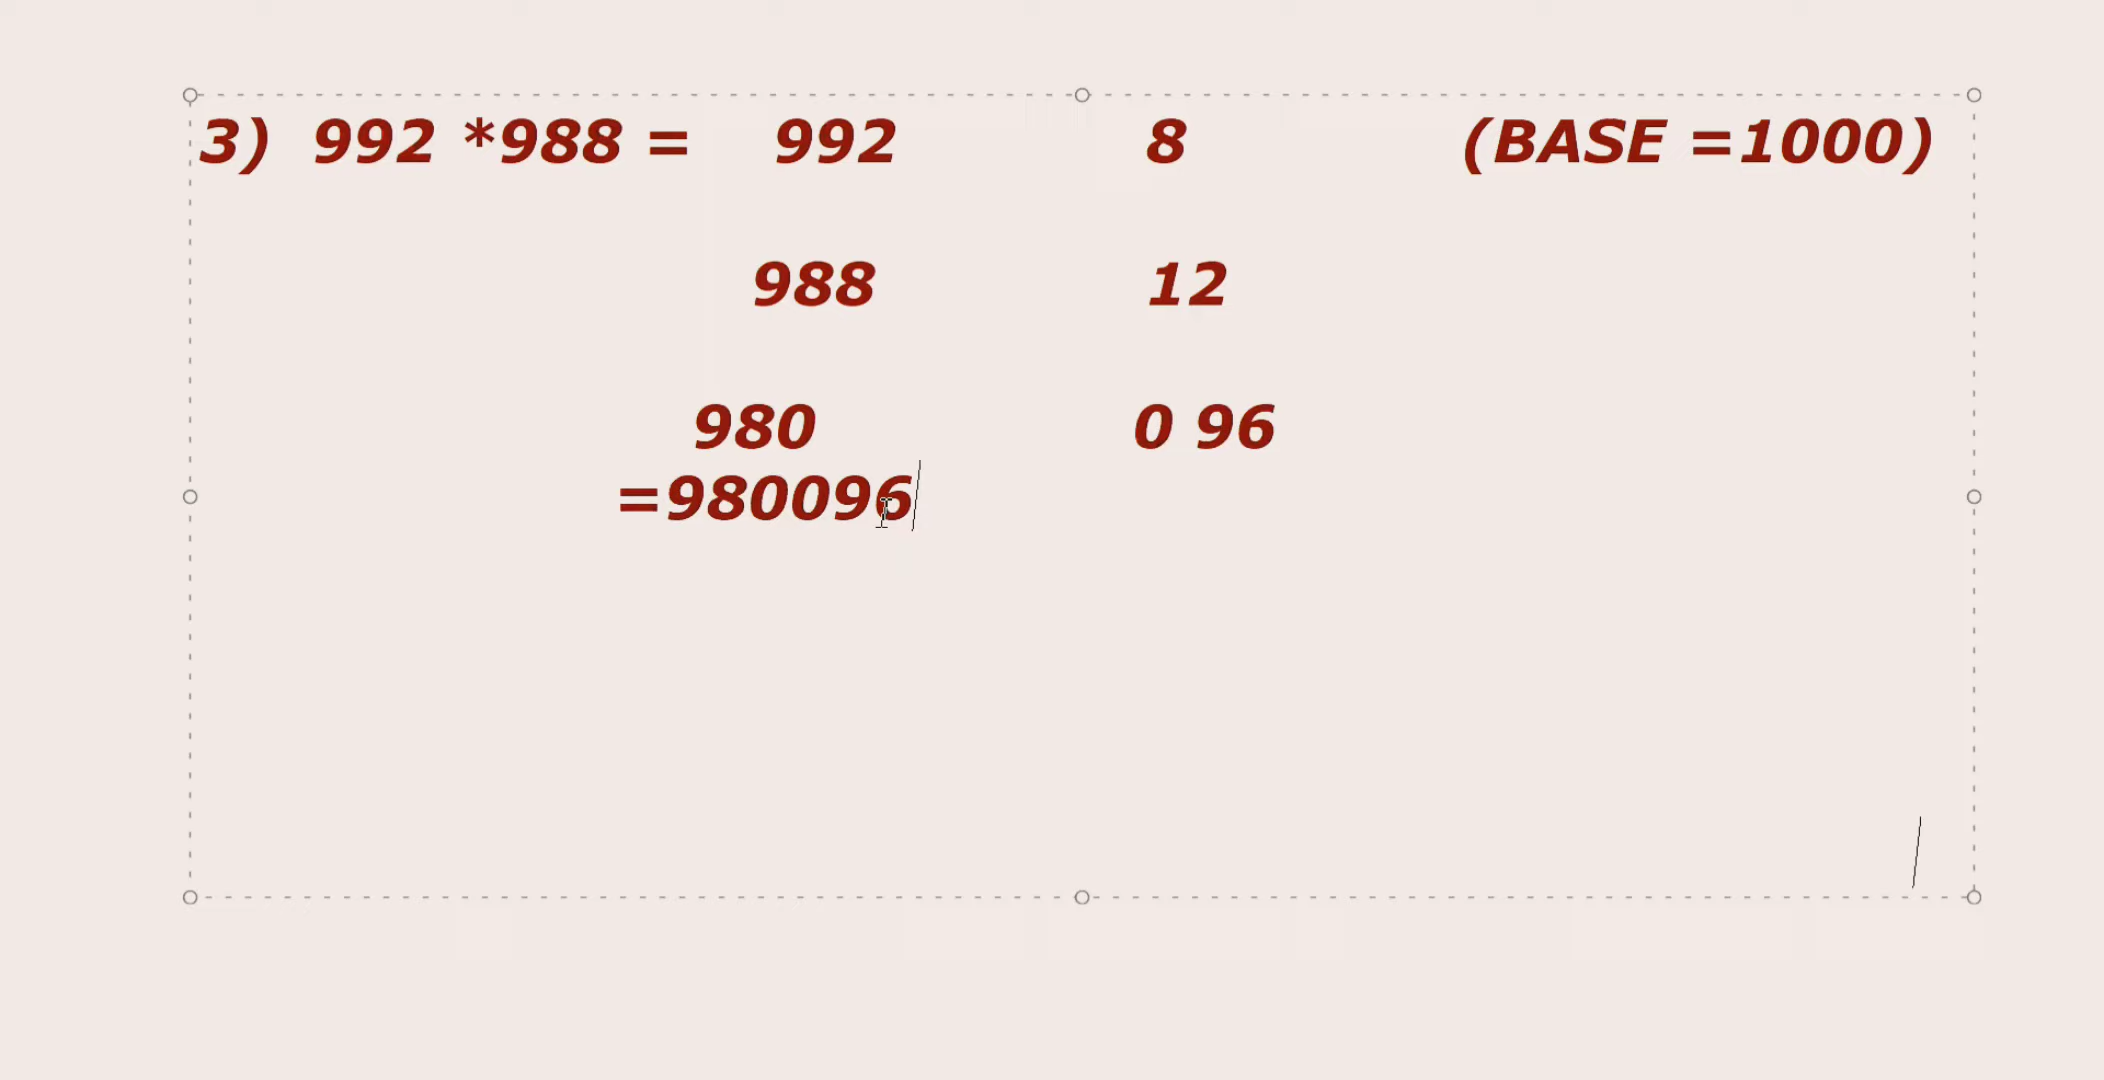 3) 992 *988 = 992 8 (BASE =1000)
988 12
980 0 96
=980096